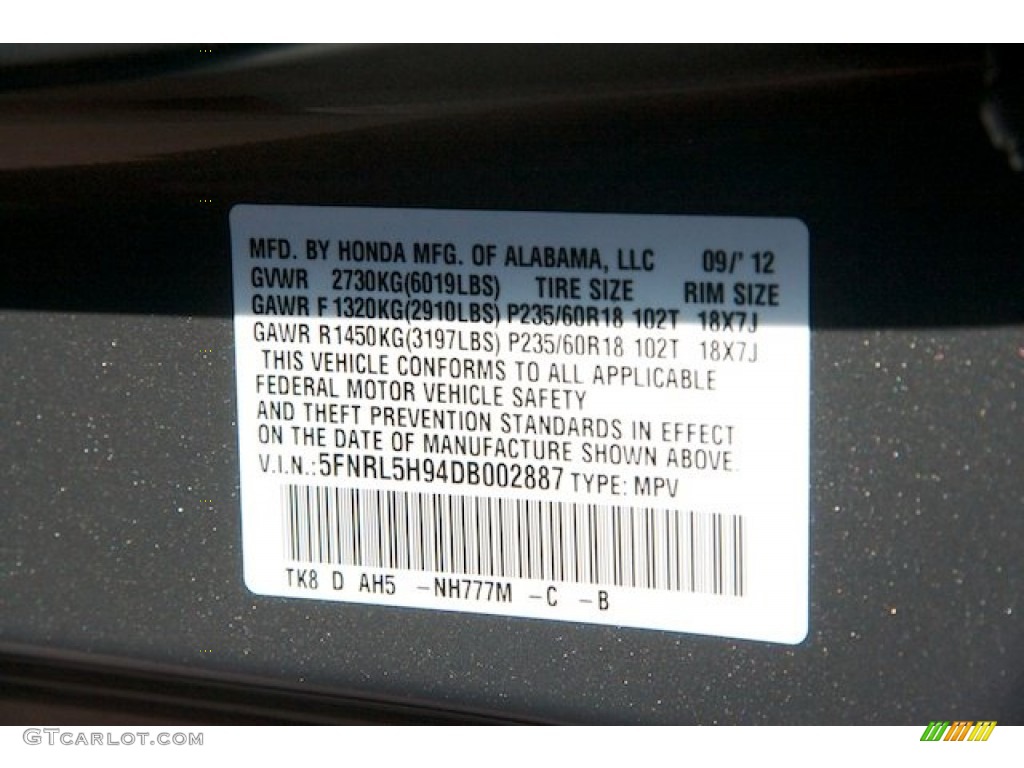 MFD. BY HONDA MFG. OF ALABAMA, LLC 09/' 12
GVWR 2730KG(6019LBS) TIRE SIZE RIM SIZE
GAWR F 1320KG(2910LBS) P235/60R18 102T 18X7J
GAWR R1450KG(3197LBS) P235/60R18 102T 18X7J
THIS VEHICLE CONFORMS TO ALL APPLICABLE
FEDERAL MOTOR VEHICLE SAFETY
AND THEFT PREVENTION STANDARDS IN EFFECT
ON THE DATE OF MANUFACTURE SHOWN ABOVE.
V.I.N.:5FNRL5H94DB002887 TYPE: MPV
TK8 D AH5 -NH777M -C -B
GTCARLOT.COM